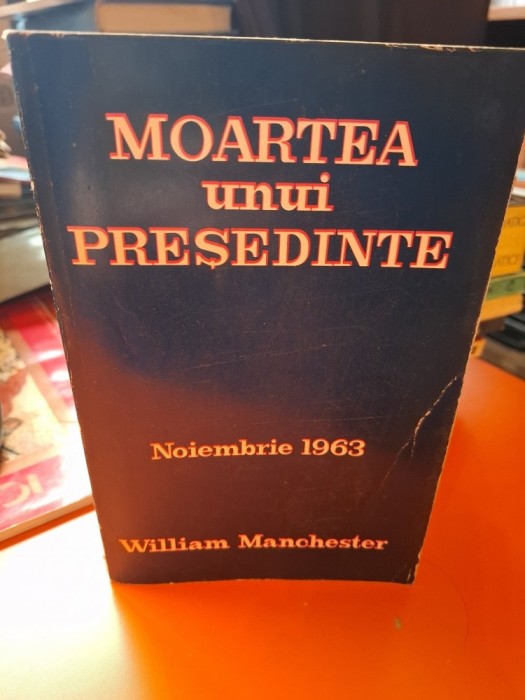 MOARTEA
unui
PREȘEDINTE
Noiembrie 1963
William Manchester